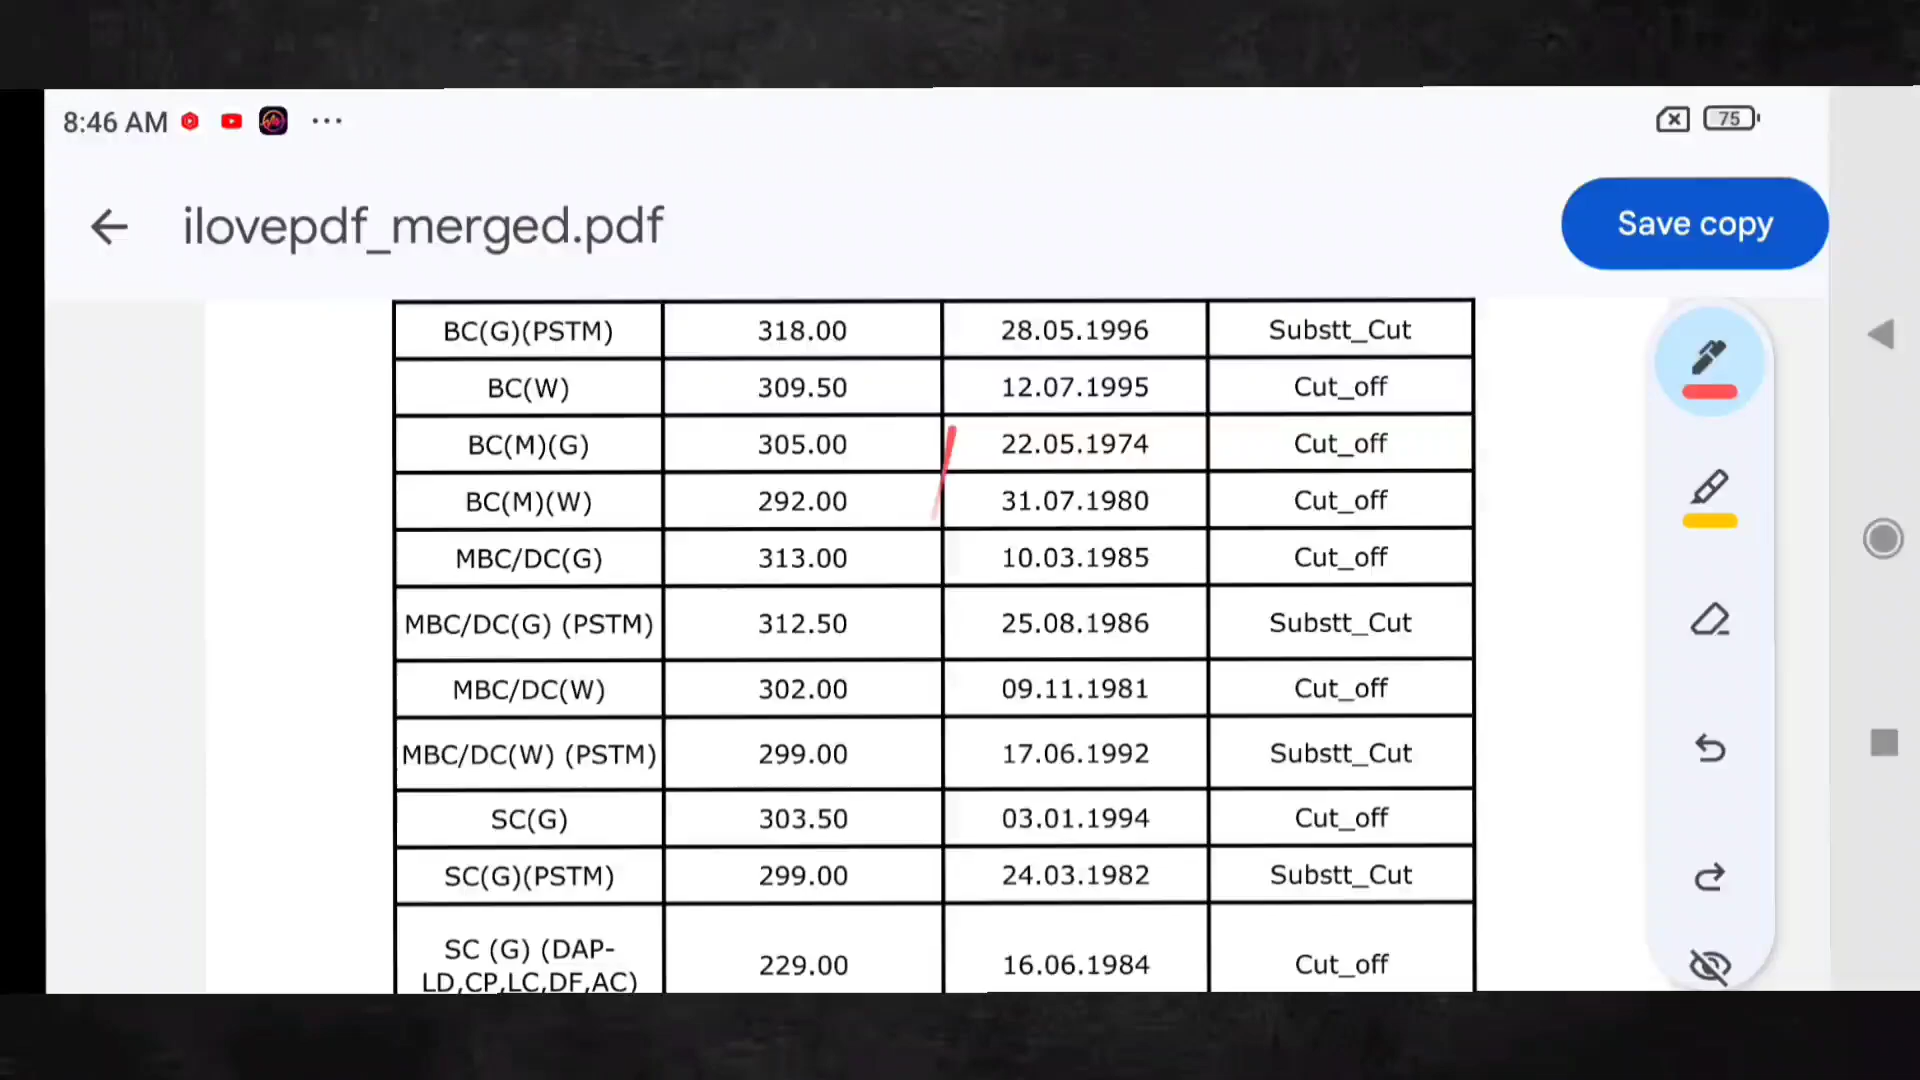 8:46 AM
75
ilovepdf_merged.pdf
Save copy
BC(G)(PSTM) 318.00 28.05.1996 Substt_Cut
BC(W) 309.50 12.07.1995 Cut_off
BC(M)(G) 305.00 22.05.1974 Cut_off
BC(M)(W) 292.00 31.07.1980 Cut_off
MBC/DC(G) 313.00 10.03.1985 Cut_off
MBC/DC(G) (PSTM) 312.50 25.08.1986 Substt_Cut
MBC/DC(W) 302.00 09.11.1981 Cut_off
MBC/DC(W) (PSTM) 299.00 17.06.1992 Substt_Cut
SC(G) 303.50 03.01.1994 Cut_off
SC(G)(PSTM) 299.00 24.03.1982 Substt_Cut
SC (G) (DAP-
LD,CP,LC,DF,AC) 229.00 16.06.1984 Cut_off